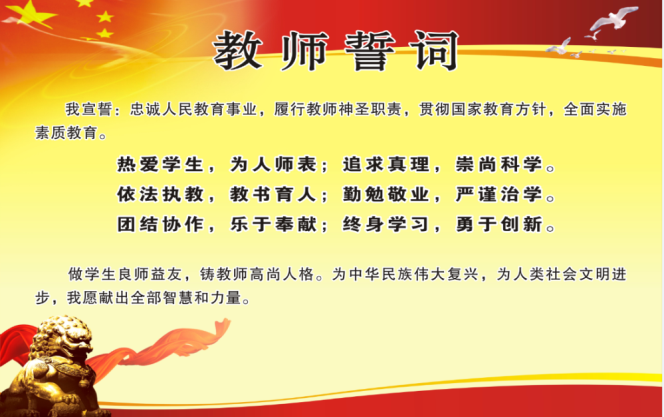 教师誓词
我宣誓：忠诚人民教育事业，履行教师神圣职责，贯彻国家教育方针，全面实施
素质教育。
热爱学生，为人师表；追求真理，崇尚科学。
依法执教，教书育人；勤勉敬业，严谨治学。
团结协作，乐于奉献；终身学习，勇于创新。
做学生良师益友，铸教师高尚人格。为中华民族伟大复兴，为人类社会文明进
步，我愿献出全部智慧和力量。